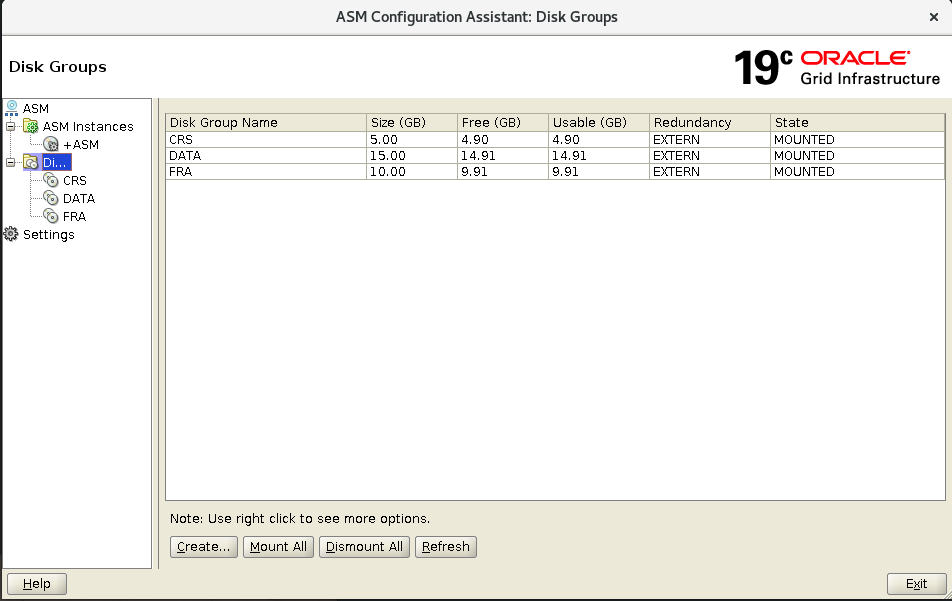 ASM Configuration Assistant: Disk Groups
Disk Groups
19c ORACLE
Grid Infrastructure
ASM
ASM Instances
+ASM
Di...
CRS
DATA
FRA
Settings
Disk Group Name Size (GB) Free (GB) Usable (GB) Redundancy State
CRS 5.00 4.90 4.90 EXTERN MOUNTED
DATA 15.00 14.91 14.91 EXTERN MOUNTED
FRA 10.00 9.91 9.91 EXTERN MOUNTED
Note: Use right click to see more options.
Create... Mount All Dismount All Refresh
Help Exit